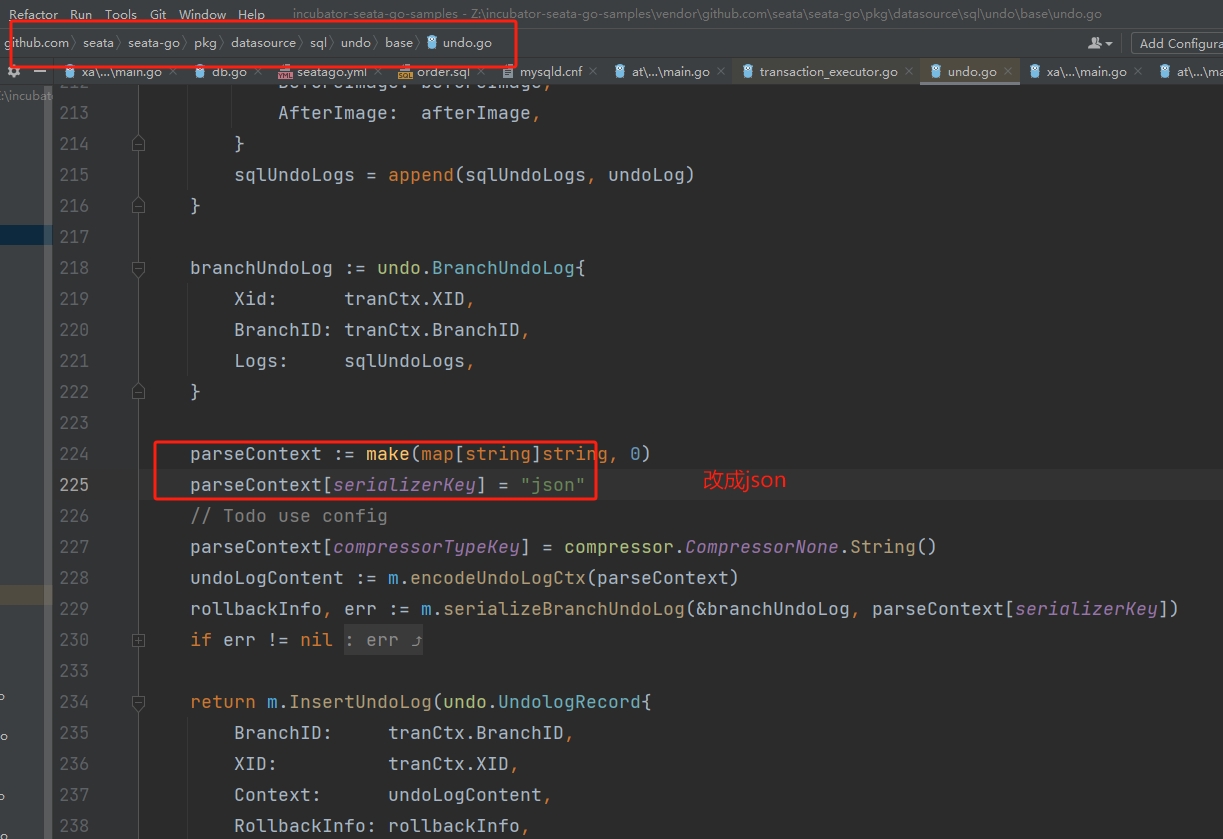 Refactor Run Tools Git Window Help incubator-seata-go-samples - Z:\incubator-seata-go-samples\vendor\github.com\seata\seata-go\pkg\datasource\sql\undo\base\undo.go
github.com seata seata-go pkg datasource sql undo base undo.go Add Configura
xa\...\main.go db.go seatago.yml order.sql mysqld.cnf at\...\main.go transaction_executor.go undo.go xa\...\main.go at\...\ma
212 BeforeImage: beforeImage,
213 AfterImage: afterImage,
214 }
215 sqlUndoLogs = append(sqlUndoLogs, undoLog)
216 }
217
218 branchUndoLog := undo.BranchUndoLog{
219 Xid: tranCtx.XID,
220 BranchID: tranCtx.BranchID,
221 Logs: sqlUndoLogs,
222 }
223
224 parseContext := make(map[string]string, 0)
225 parseContext[serializerKey] = "json" 改成json
226 // Todo use config
227 parseContext[compressorTypeKey] = compressor.CompressorNone.String()
228 undoLogContent := m.encodeUndoLogCtx(parseContext)
229 rollbackInfo, err := m.serializeBranchUndoLog(&branchUndoLog, parseContext[serializerKey])
230 if err != nil : err ⤴
233
234 return m.InsertUndoLog(undo.UndologRecord{
235 BranchID: tranCtx.BranchID,
236 XID: tranCtx.XID,
237 Context: undoLogContent,
238 RollbackInfo: rollbackInfo,